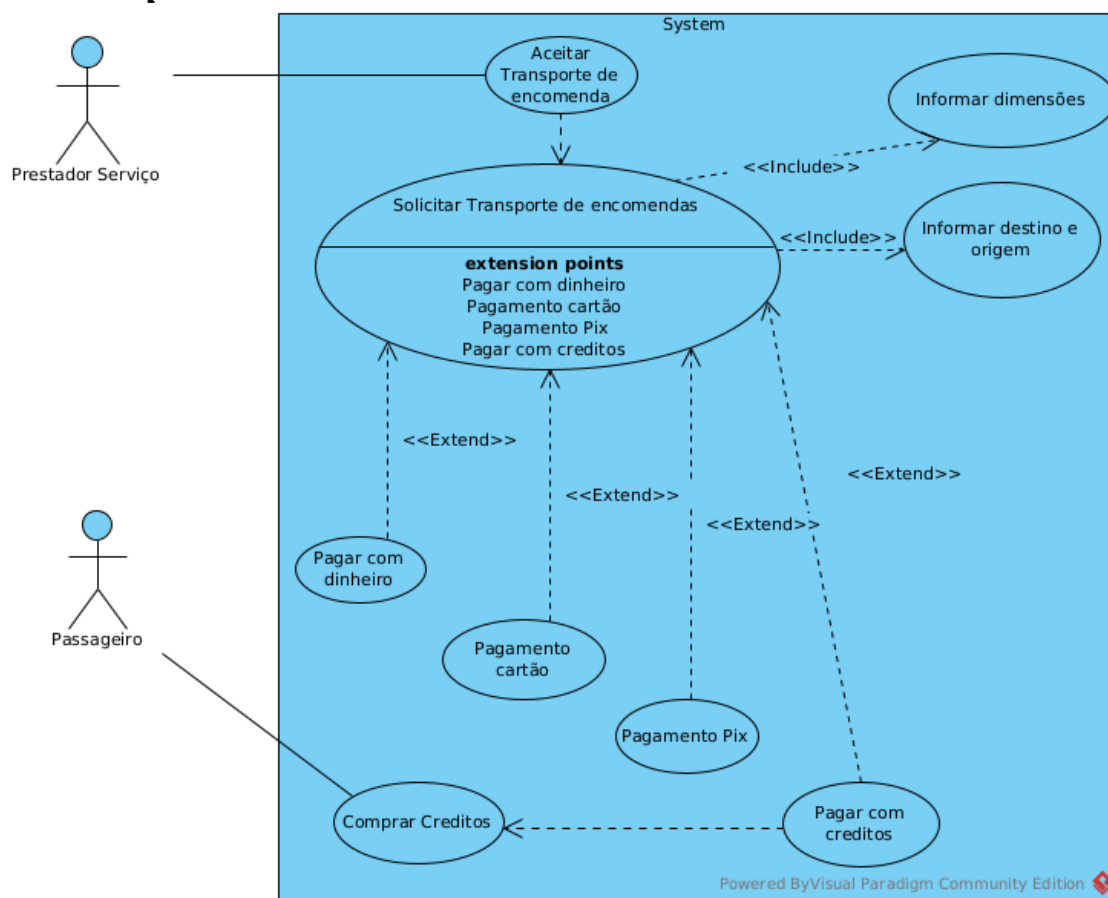 System
Aceitar
Transporte de
encomenda
Prestador Serviço
Informar dimensões
<<Include>>
Solicitar Transporte de encomendas
<<Include>>
Informar destino e
origem
extension points
Pagar com dinheiro
Pagamento cartão
Pagamento Pix
Pagar com creditos
<<Extend>>
<<Extend>>
<<Extend>>
<<Extend>>
Pagar com
dinheiro
Passageiro
Pagamento
cartão
Pagamento Pix
Comprar Creditos
Pagar com
creditos
Powered ByVisual Paradigm Community Edition